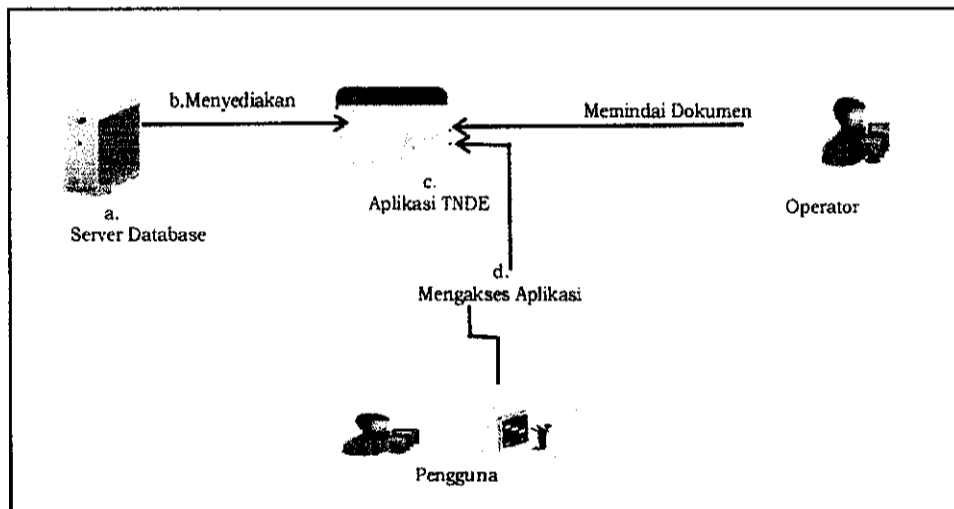 b.Menyediakan
Memindai Dokumen
a.
Server Database
c.
Aplikasi TNDE
Operator
d.
Mengakses Aplikasi
Pengguna